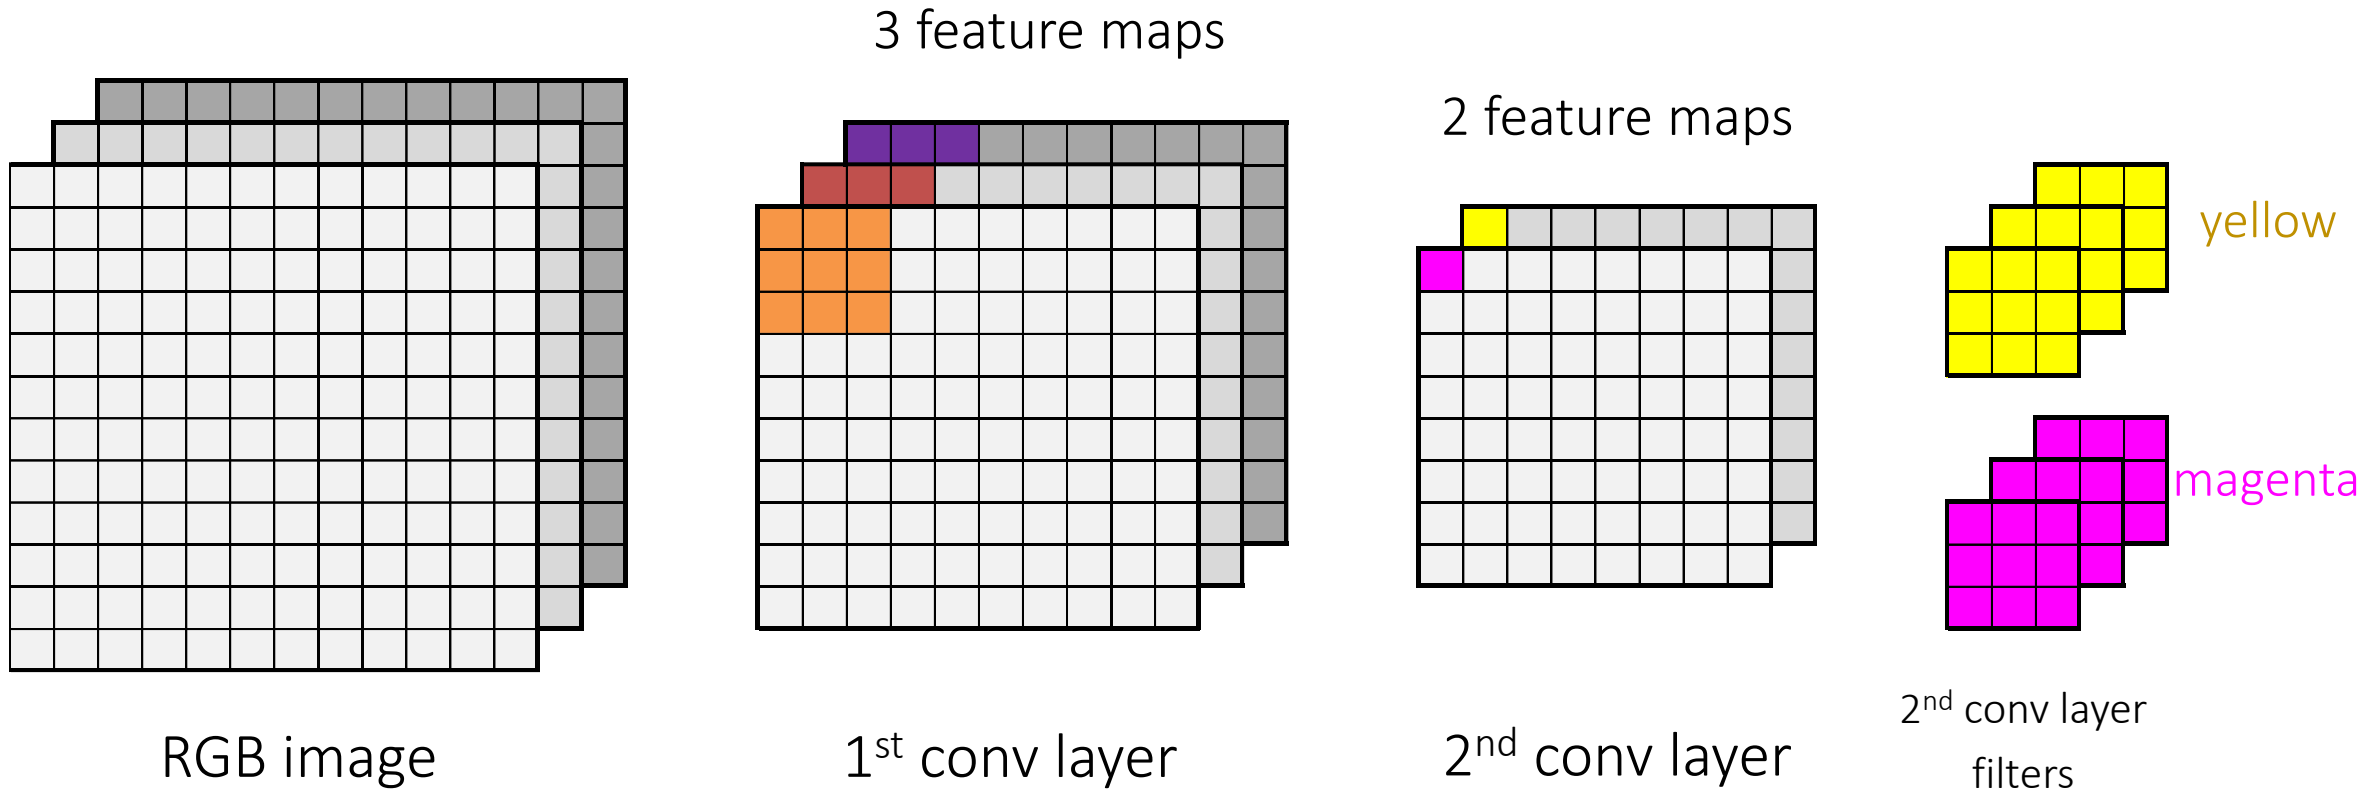 3 feature maps
2 feature maps
yellow
magenta
RGB image
1st conv layer
2nd conv layer
2nd conv layer
filters